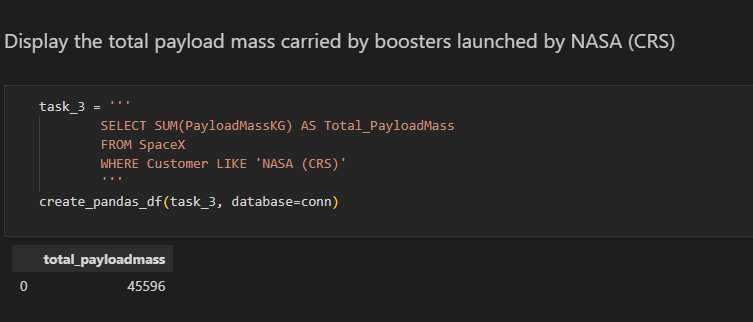 Display the total payload mass carried by boosters launched by NASA (CRS)
task_3 = '''
SELECT SUM(PayloadMassKG) AS Total_PayloadMass
FROM SpaceX
WHERE Customer LIKE 'NASA (CRS)'
'''
create_pandas_df(task_3, database=conn)
total_payloadmass
0 45596